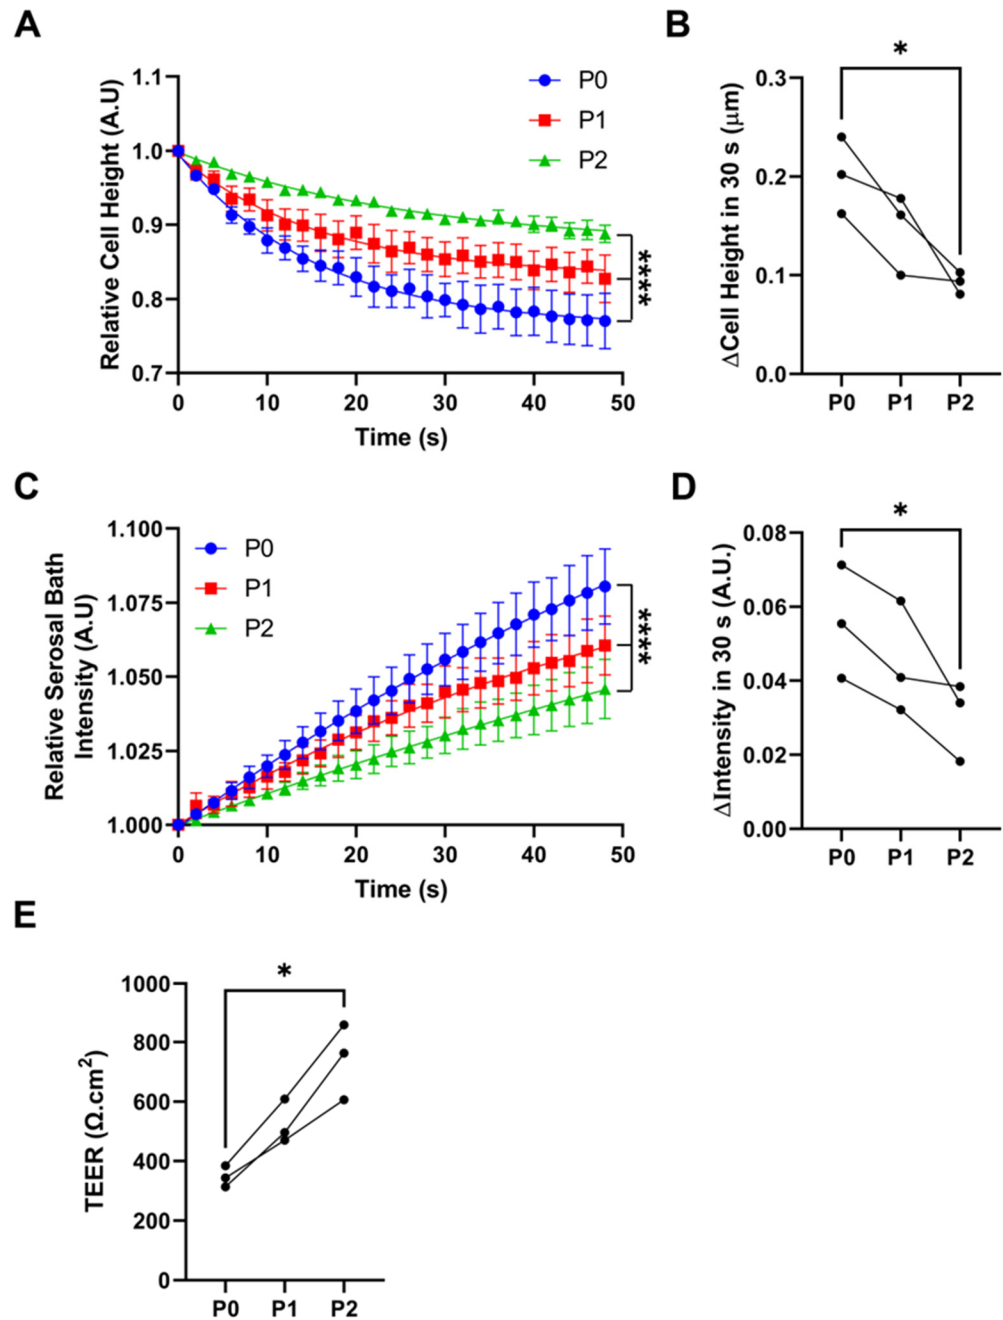 A
Relative Cell Height (A.U)
1.1
1.0
0.9
0.8
0.7
0
10
20
30
40
50
Time (s)
P0
P1
P2
****
B
ΔCell Height in 30 s (μm)
0.3
0.2
0.1
0.0
P0
P1
P2
*
C
Relative Serosal Bath
Intensity (A.U)
1.100
1.075
1.050
1.025
1.000
0
10
20
30
40
50
Time (s)
P0
P1
P2
****
D
ΔIntensity in 30 s (A.U.)
0.08
0.06
0.04
0.02
0.00
P0
P1
P2
*
E
TEER (Ω.cm²)
1000
800
600
400
200
0
P0
P1
P2
*